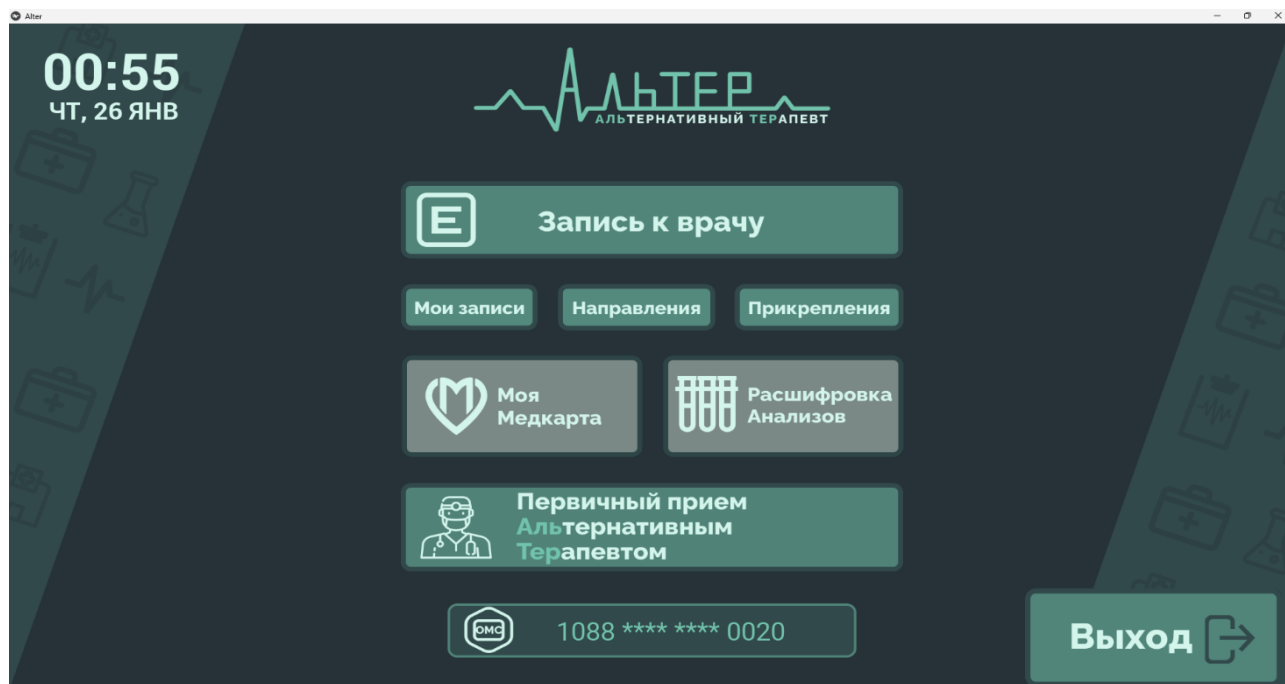 Alter
00:55
ЧТ, 26 ЯНВ
АЛЬТЕР
АЛЬТЕРНАТИВНЫЙ ТЕРАПЕВТ
E Запись к врачу
Мои записи Направления Прикрепления
Моя
Медкарта
Расшифровка
Анализов
Первичный прием
Альтернативным
Терапевтом
ОМС 1088 **** **** 0020
Выход